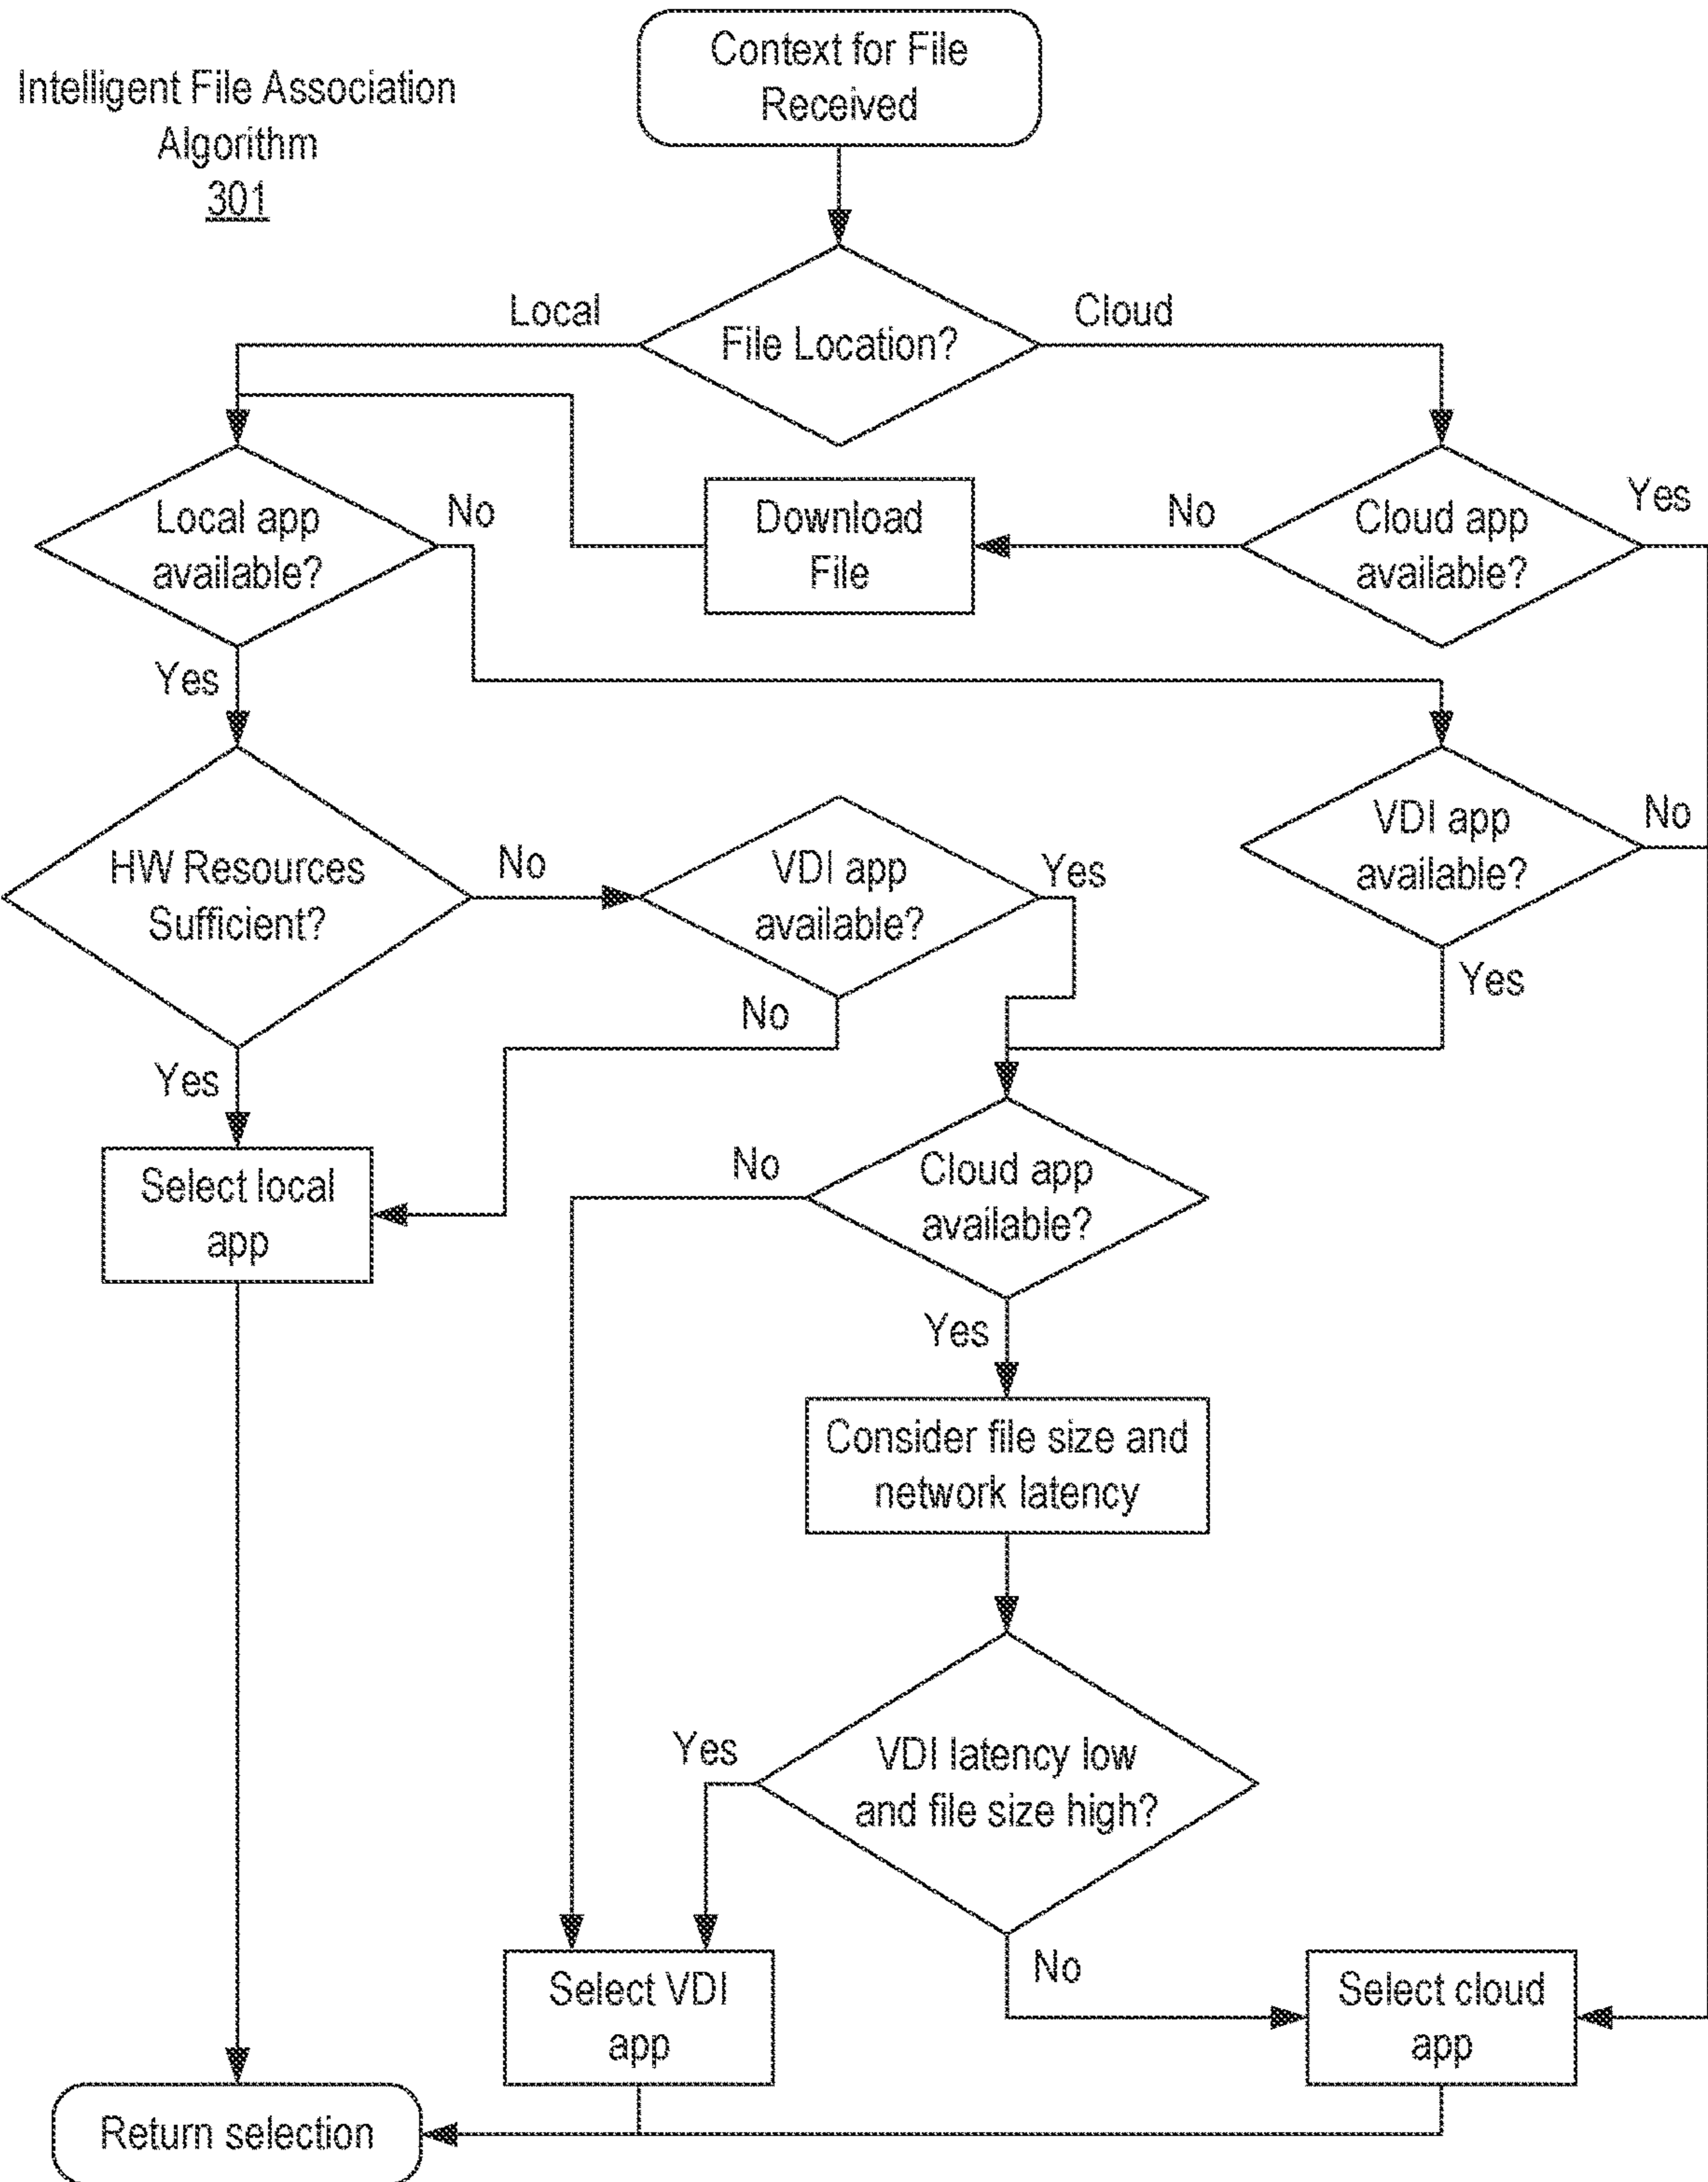 Context for File
Received
Intelligent File Association
Algorithm
301
Local
Cloud
File Location?
Local app
available?
No
Download
File
No
Cloud app
available?
Yes
Yes
HW Resources
Sufficient?
No
VDI app
available?
Yes
VDI app
available?
No
No
Yes
Yes
Select local
app
No
Cloud app
available?
Yes
Consider file size and
network latency
Yes
VDI latency low
and file size high?
No
Select VDI
app
Select cloud
app
Return selection